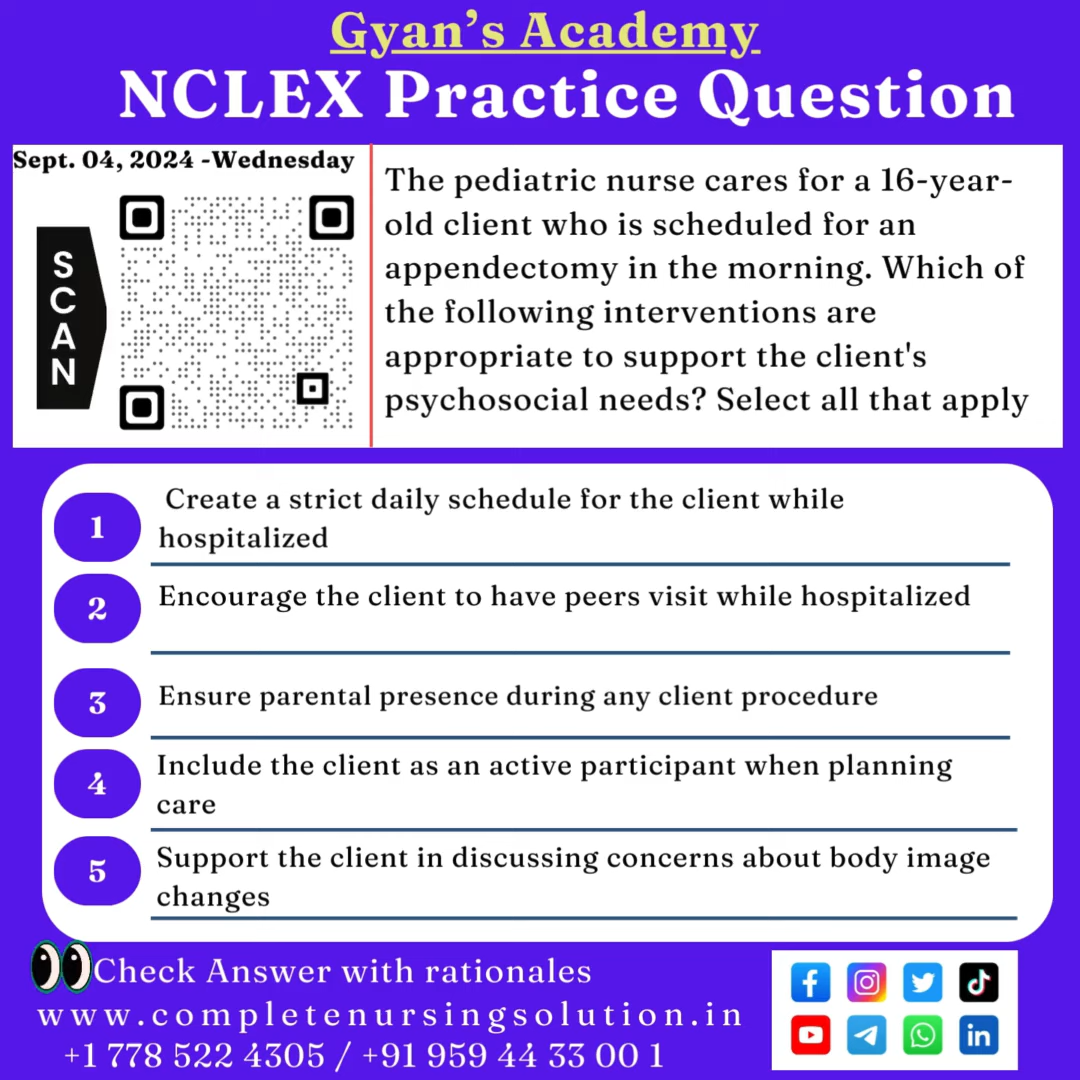 Gyan's Academy
NCLEX Practice Question
Sept. 04, 2024 -Wednesday
SCAN
The pediatric nurse cares for a 16-year-
old client who is scheduled for an
appendectomy in the morning. Which of
the following interventions are
appropriate to support the client's
psychosocial needs? Select all that apply
1
Create a strict daily schedule for the client while
hospitalized
2
Encourage the client to have peers visit while hospitalized
3
Ensure parental presence during any client procedure
4
Include the client as an active participant when planning
care
5
Support the client in discussing concerns about body image
changes
Check Answer with rationales
www.completenursingsolution.in
+1 778 522 4305 / +91 959 44 33 00 1